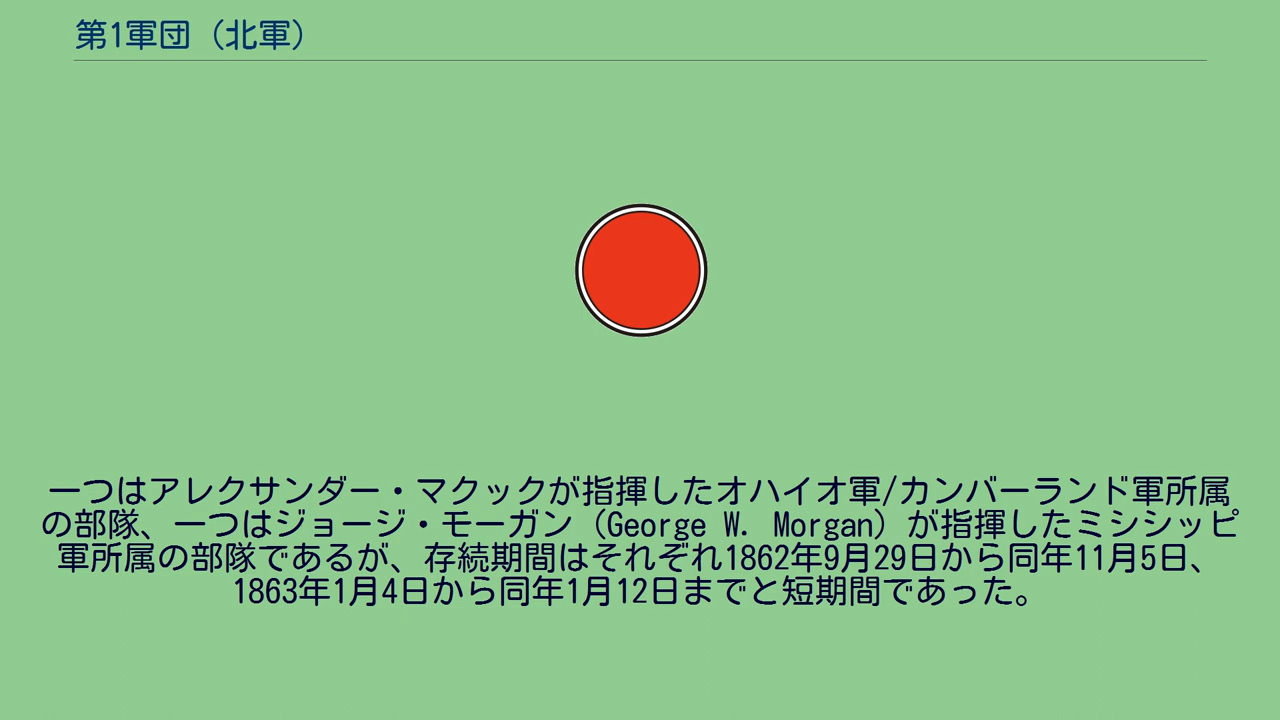 第1軍団（北軍）
一つはアレクサンダー・マクックが指揮したオハイオ軍/カンバーランド軍所属
の部隊、一つはジョージ・モーガン（George W. Morgan）が指揮したミシシッピ
軍所属の部隊であるが、存続期間はそれぞれ1862年9月29日から同年11月5日、
1863年1月4日から同年1月12日までと短期間であった。